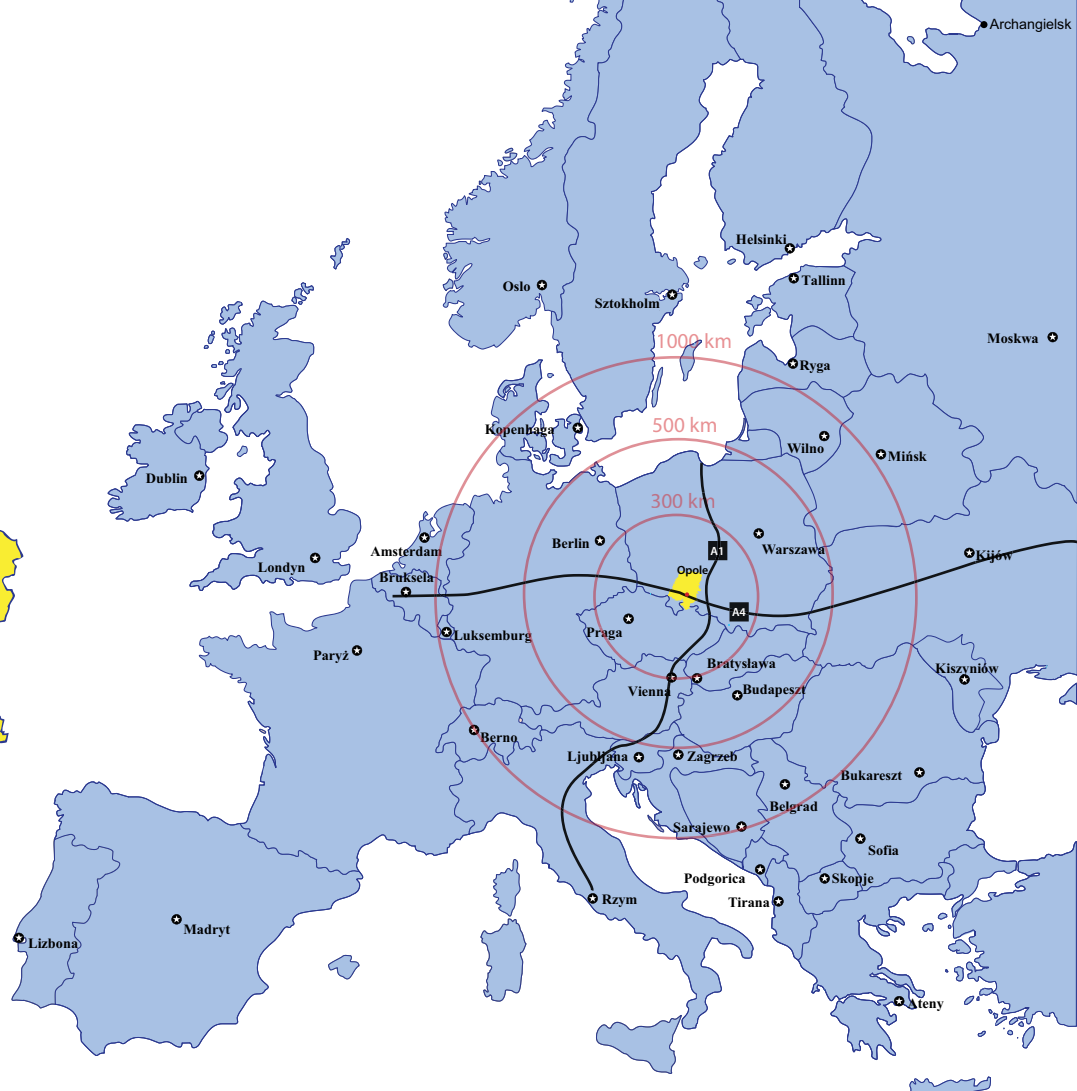 Archangielsk
Helsinki
Tallinn
Oslo
Sztokholm
Moskwa
1000 km
Ryga
500 km
Kopenhaga
Wilno
Mińsk
Dublin
300 km
Berlin
Warszawa
A1
Amsterdam
Kijów
Londyn
Opole
Bruksela
A4
Praga
Luksemburg
Paryż
Bratysława
Kiszyniów
Vienna
Budapeszt
Berno
Ljubljana
Zagrzeb
Bukareszt
Belgrad
Sarajewo
Sofia
Podgorica
Skopje
Rzym
Tirana
Madryt
Lizbona
Ateny